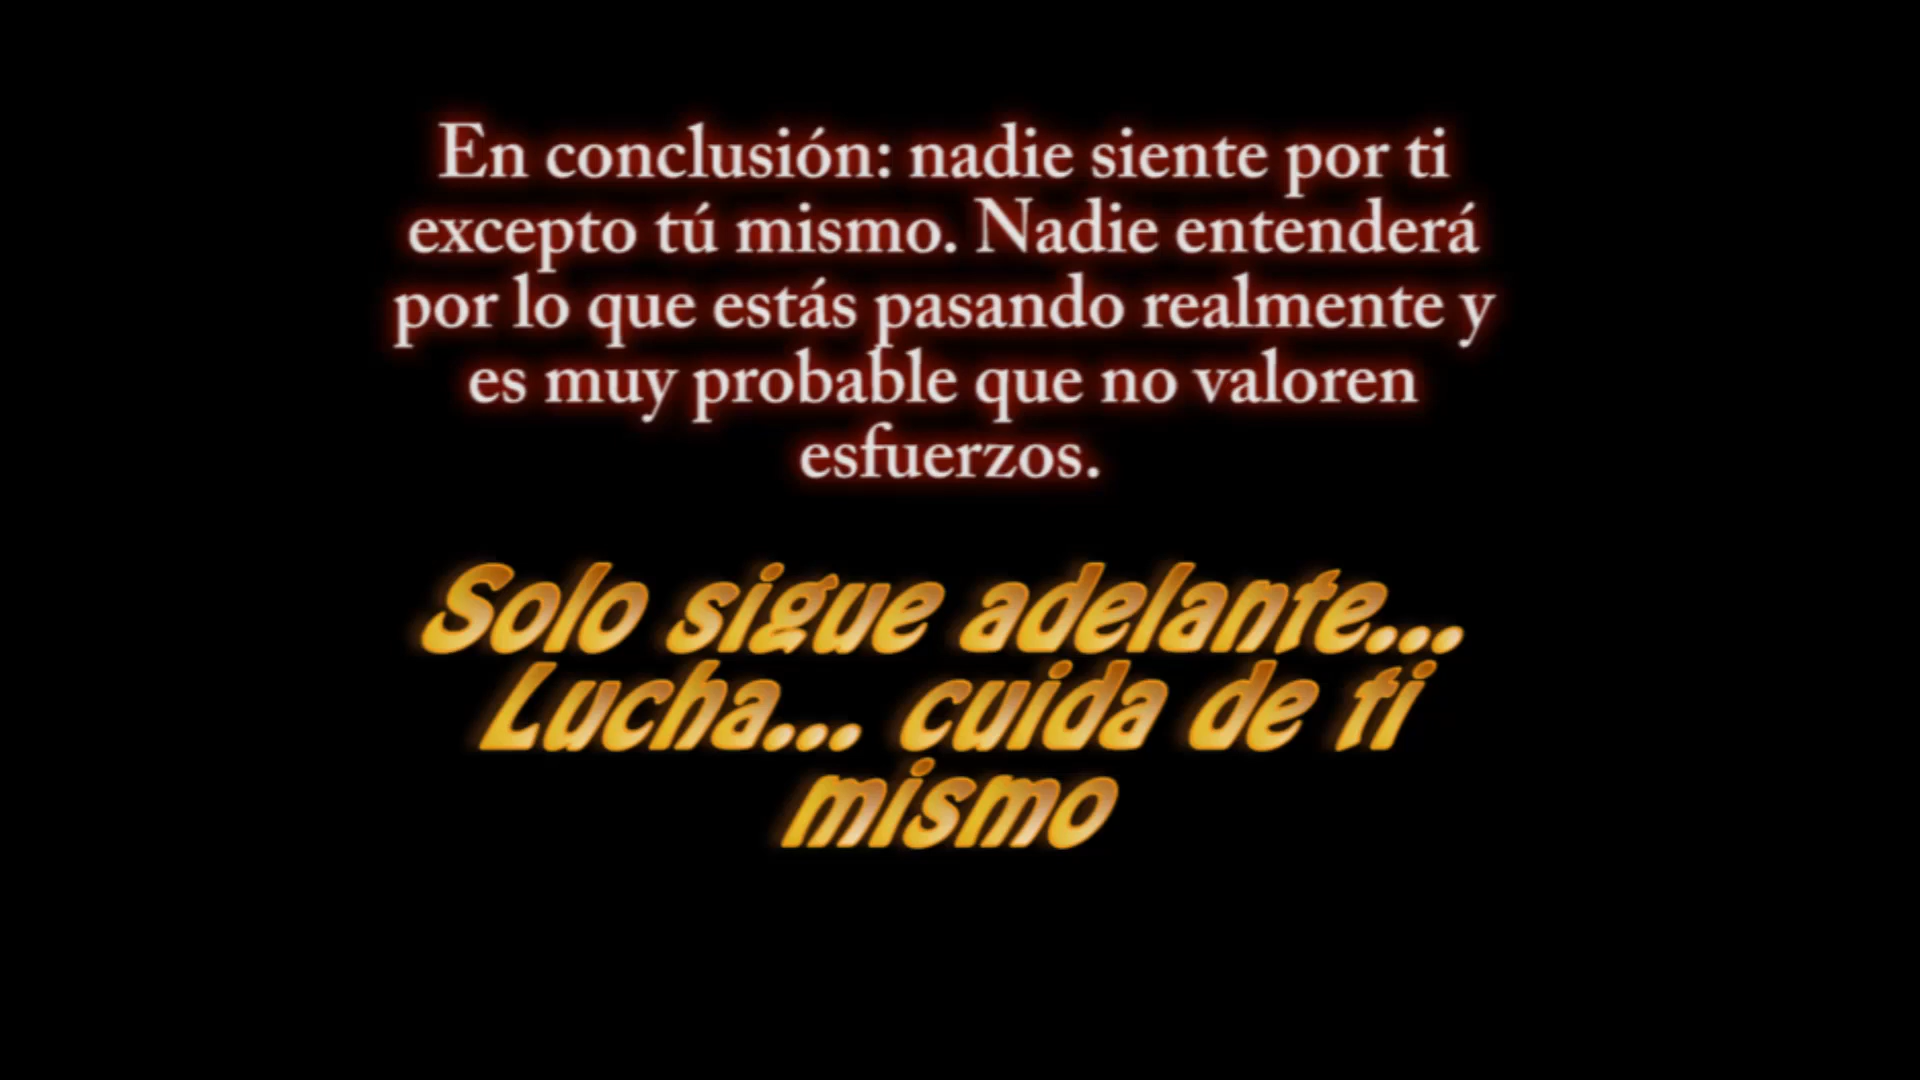 En conclusión: nadie siente por ti
excepto tú mismo. Nadie entenderá
por lo que estás pasando realmente y
es muy probable que no valoren
esfuerzos.
Solo sigue adelante...
Lucha... cuida de ti
mismo